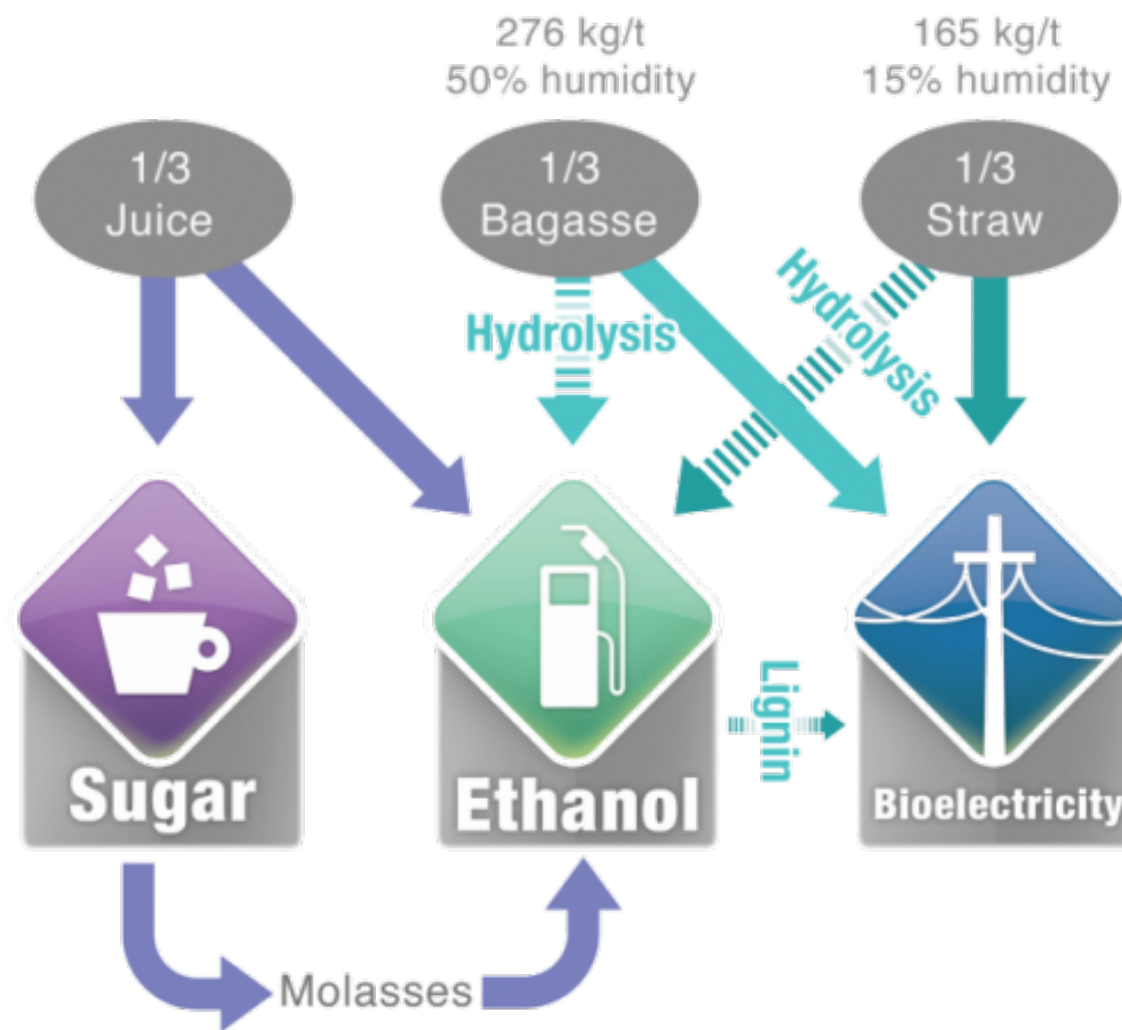 276 kg/t
50% humidity
165 kg/t
15% humidity
1/3
Juice
1/3
Bagasse
1/3
Straw
Hydrolysis
Hydrolysis
Sugar
Ethanol
Lignin
Bioelectricity
Molasses